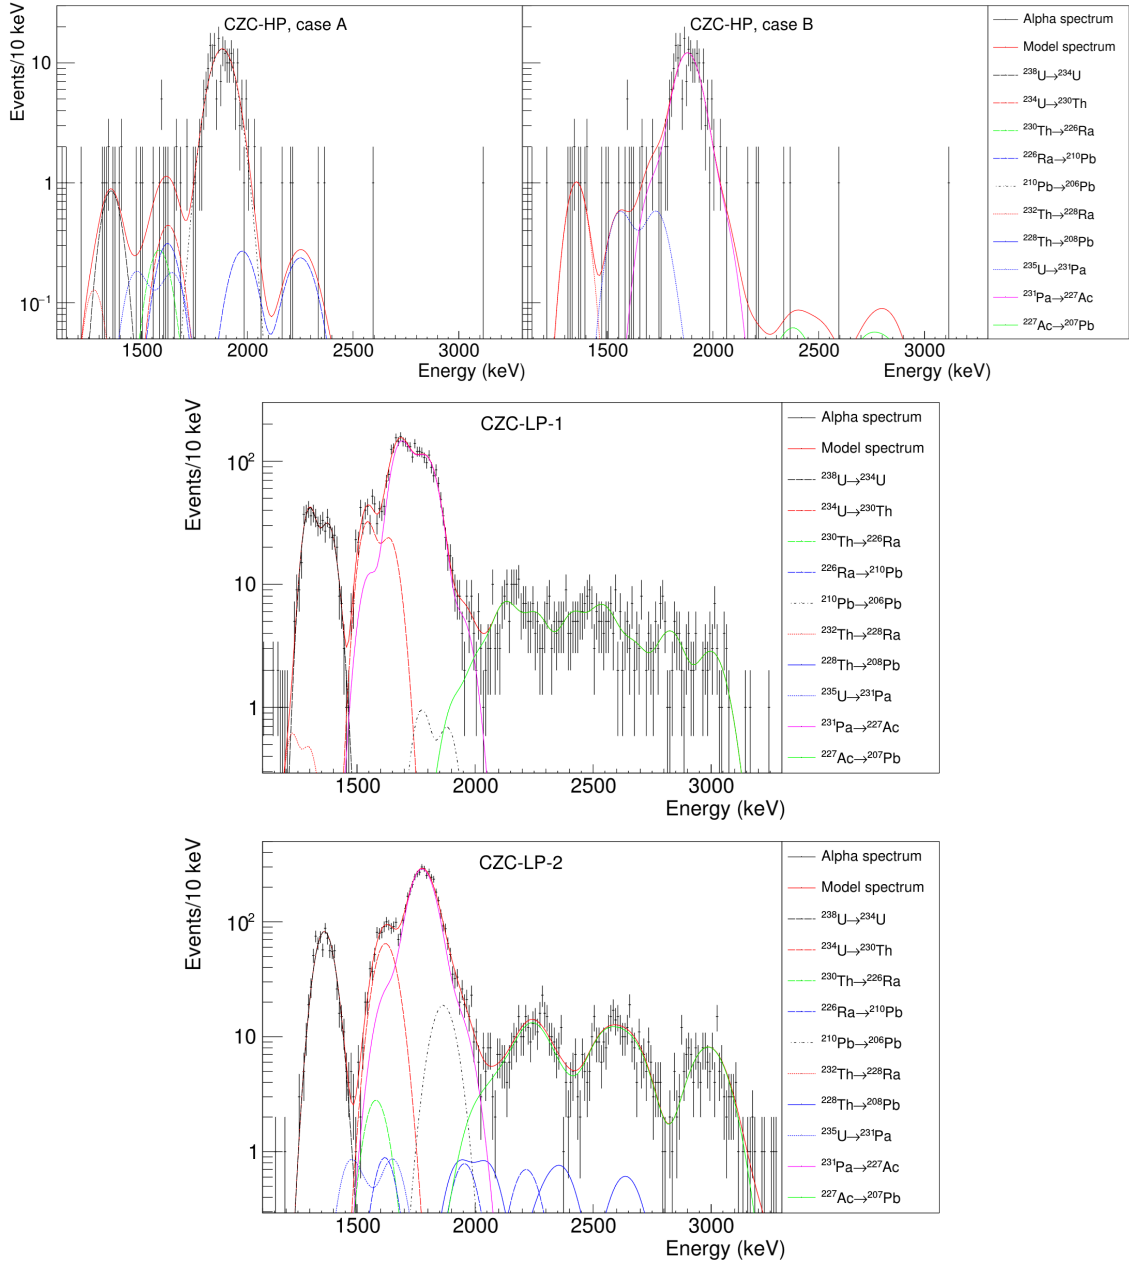 CZC-HP, case A
Events/10 keV
10
1
10⁻¹
1500 2000 2500 3000
Energy (keV)
CZC-HP, case B
1500 2000 2500 3000
Energy (keV)
Alpha spectrum
Model spectrum
²³⁸U→²³⁴U
²³⁴U→²³⁰Th
²³⁰Th→²²⁶Ra
²²⁶Ra→²¹⁰Pb
²¹⁰Pb→²⁰⁶Pb
²³²Th→²²⁸Ra
²²⁸Th→²⁰⁸Pb
²³⁵U→²³¹Pa
²³¹Pa→²²⁷Ac
²²⁷Ac→²⁰⁷Pb
CZC-LP-1
Events/10 keV
10²
10
1
1500 2000 2500 3000
Energy (keV)
Alpha spectrum
Model spectrum
²³⁸U→²³⁴U
²³⁴U→²³⁰Th
²³⁰Th→²²⁶Ra
²²⁶Ra→²¹⁰Pb
²¹⁰Pb→²⁰⁶Pb
²³²Th→²²⁸Ra
²²⁸Th→²⁰⁸Pb
²³⁵U→²³¹Pa
²³¹Pa→²²⁷Ac
²²⁷Ac→²⁰⁷Pb
CZC-LP-2
Events/10 keV
10²
10
1
1500 2000 2500 3000
Energy (keV)
Alpha spectrum
Model spectrum
²³⁸U→²³⁴U
²³⁴U→²³⁰Th
²³⁰Th→²²⁶Ra
²²⁶Ra→²¹⁰Pb
²¹⁰Pb→²⁰⁶Pb
²³²Th→²²⁸Ra
²²⁸Th→²⁰⁸Pb
²³⁵U→²³¹Pa
²³¹Pa→²²⁷Ac
²²⁷Ac→²⁰⁷Pb